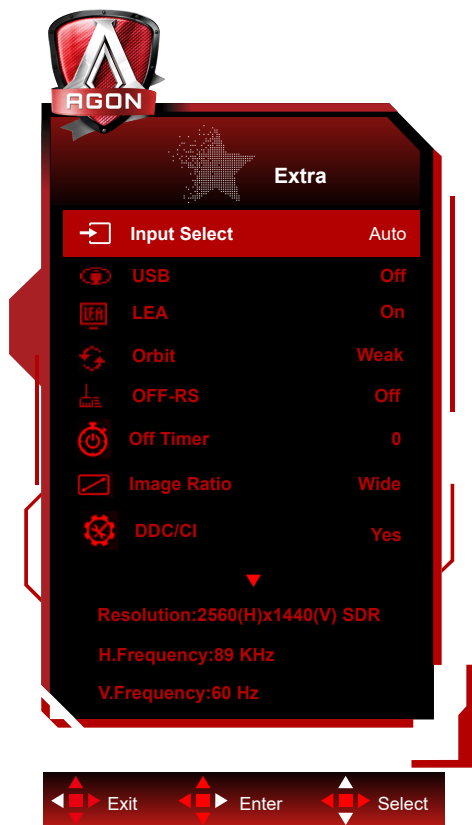 AGON
Extra
Input Select Auto
USB Off
LEA LEA On
Orbit Weak
OFF-RS Off
Off Timer 0
Image Ratio Wide
DDC/CI Yes
Resolution:2560(H)x1440(V) SDR
H.Frequency:89 KHz
V.Frequency:60 Hz
Exit Enter Select